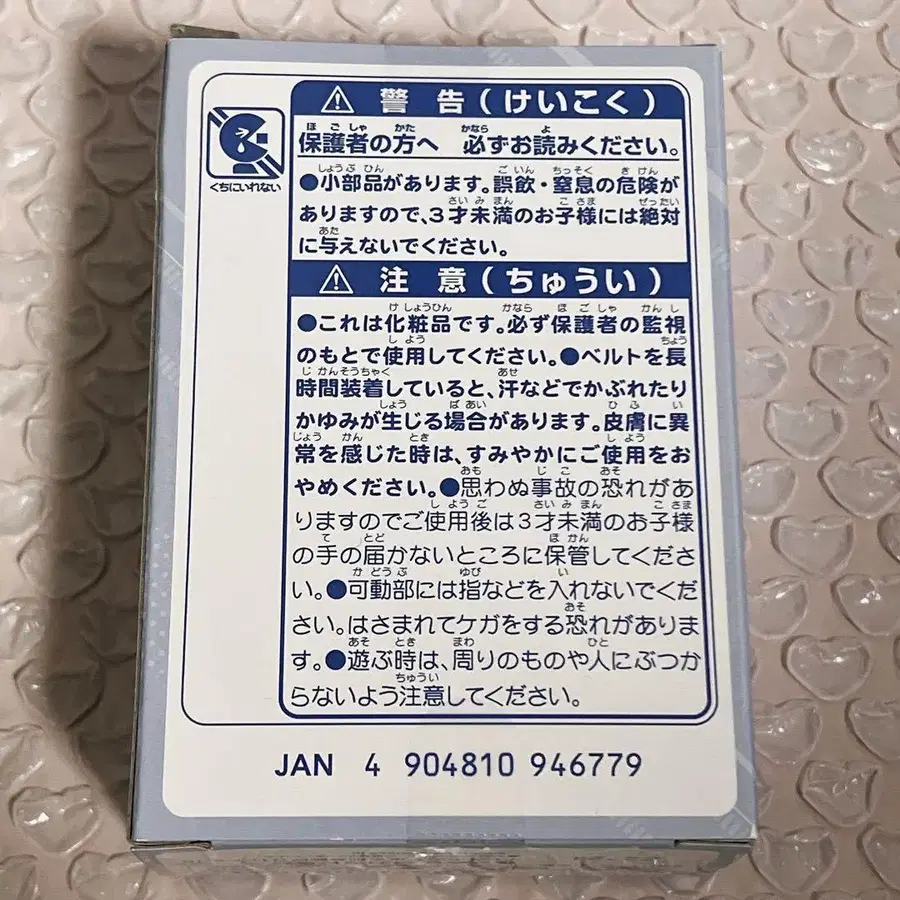 くちにいれない
⚠ 警告(けいこく)
保護者の方へ 必ずお読みください。
●小部品があります。誤飲・窒息の危険が
ありますので、3才未満のお子様には絶対
に与えないでください。
⚠ 注意(ちゅうい)
●これは化粧品です。必ず保護者の監視
のもとで使用してください。●ベルトを長
時間装着していると、汗などでかぶれたり
かゆみが生じる場合があります。皮膚に異
常を感じた時は、すみやかにご使用をお
やめください。●思わぬ事故の恐れがあ
りますのでご使用後は3才未満のお子様
の手の届かないところに保管してくださ
い。●可動部には指などを入れないでくだ
さい。はさまれてケガをする恐れがありま
す。●遊ぶ時は、周りのものや人にぶつか
らないよう注意してください。
JAN 4 904810 946779